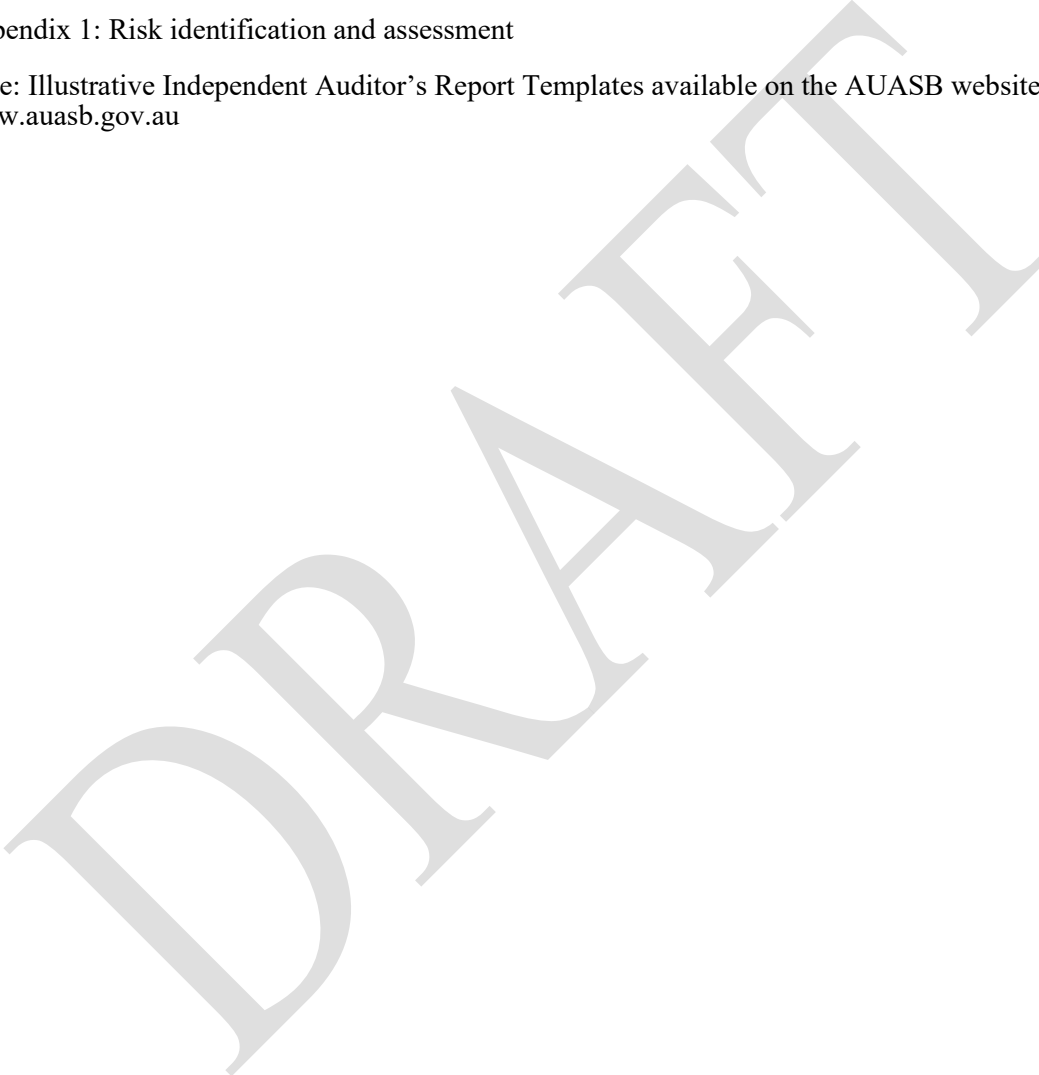 pendix 1: Risk identification and assessment
e: Illustrative Independent Auditor’s Report Templates available on the AUASB website
w.auasb.gov.au
DRAFT